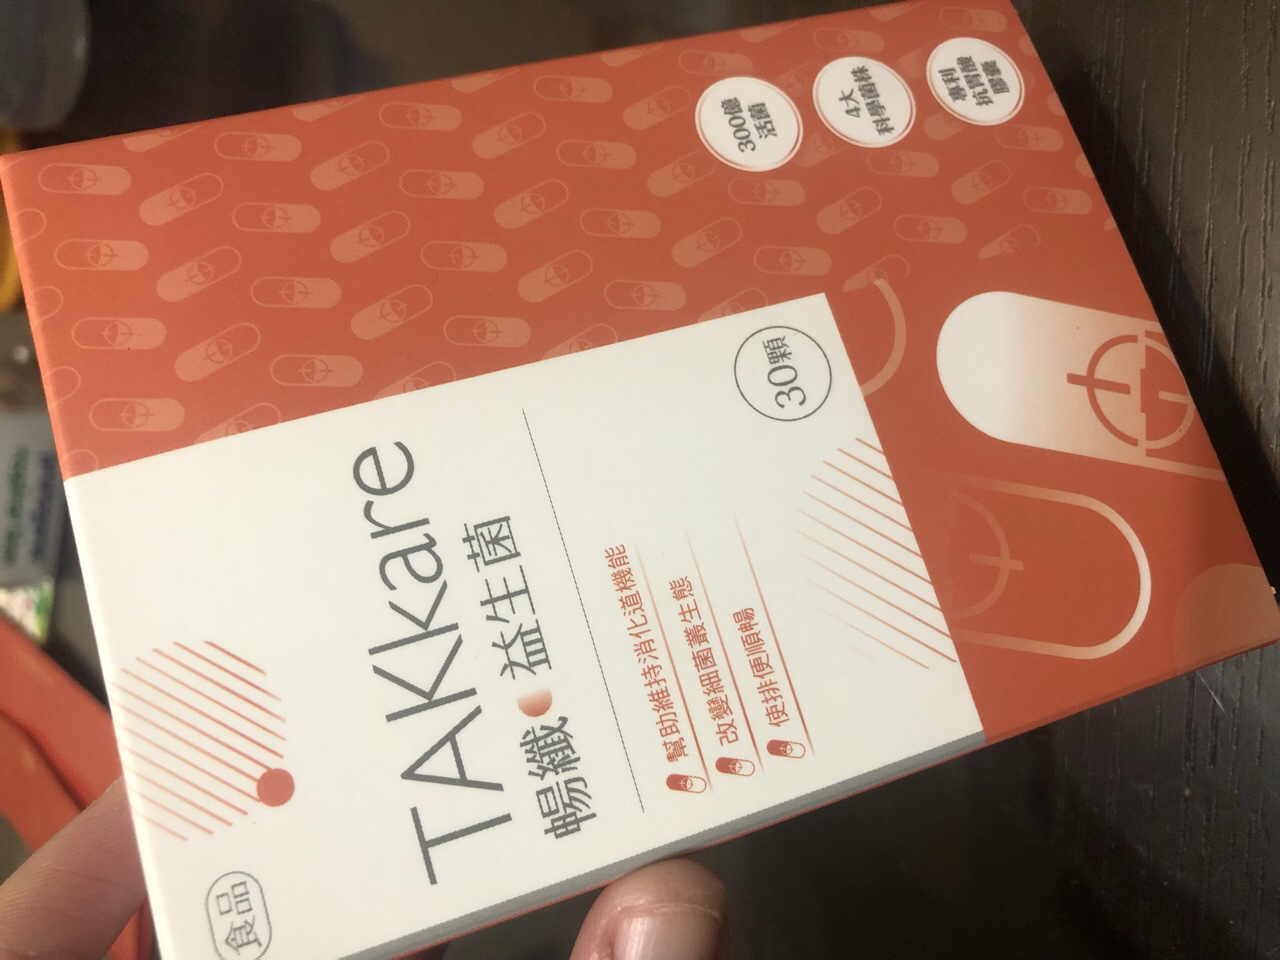 300億
活菌
4大
科學菌株
專利
抗胃酸
膠囊
食品
TAKKare
暢纖 益生菌
30顆
幫助維持消化道機能
改變細菌叢生態
使排便順暢